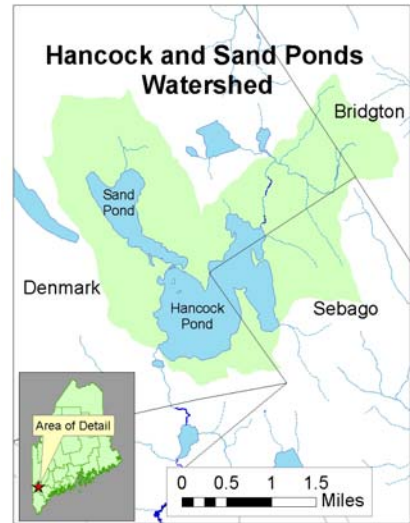 Hancock and Sand Ponds
Watershed
Bridgton
Sand
Pond
Denmark
Hancock
Pond
Sebago
Area of Detail
0 0.5 1 1.5
Miles